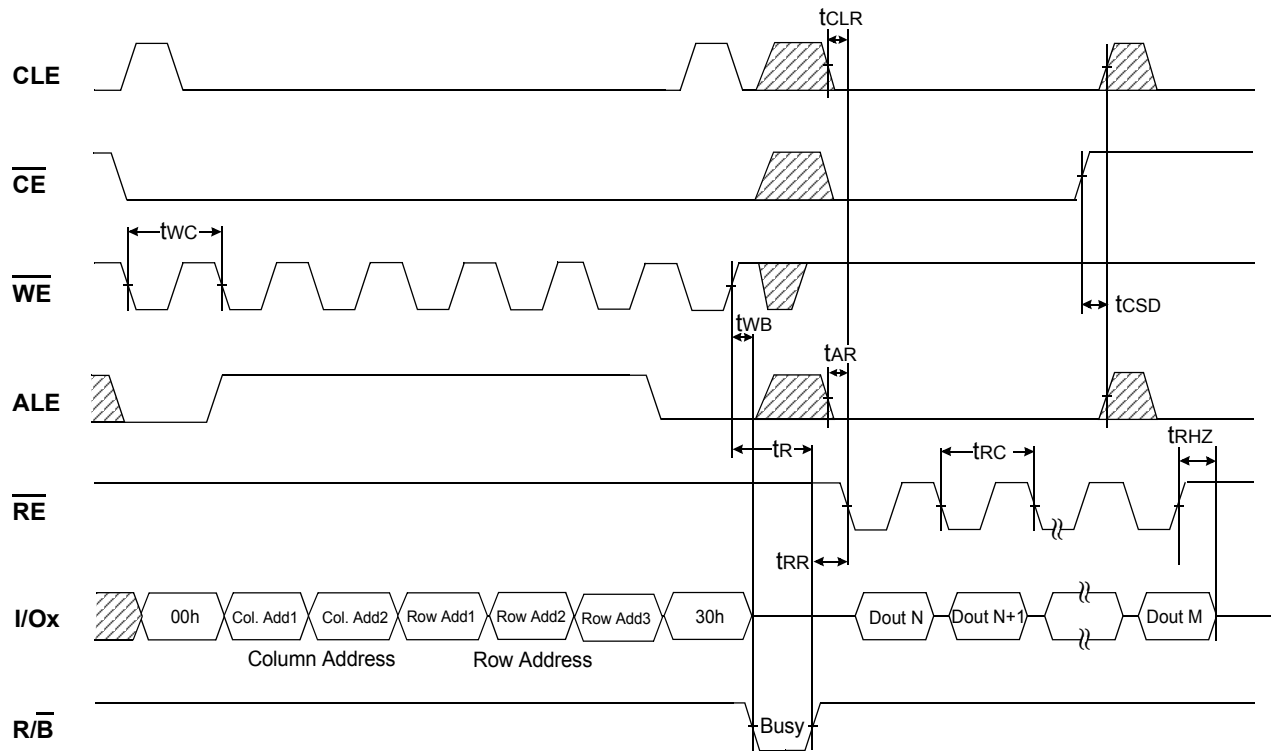 tCLR
CLE
CE
tWC
WE
tCSD
tWB
tAR
ALE
tR
tRC
tRHZ
RE
tRR
I/Ox
00h
Col. Add1
Col. Add2
Row Add1
Row Add2
Row Add3
30h
Dout N
Dout N+1
Dout M
Column Address
Row Address
R/B
Busy